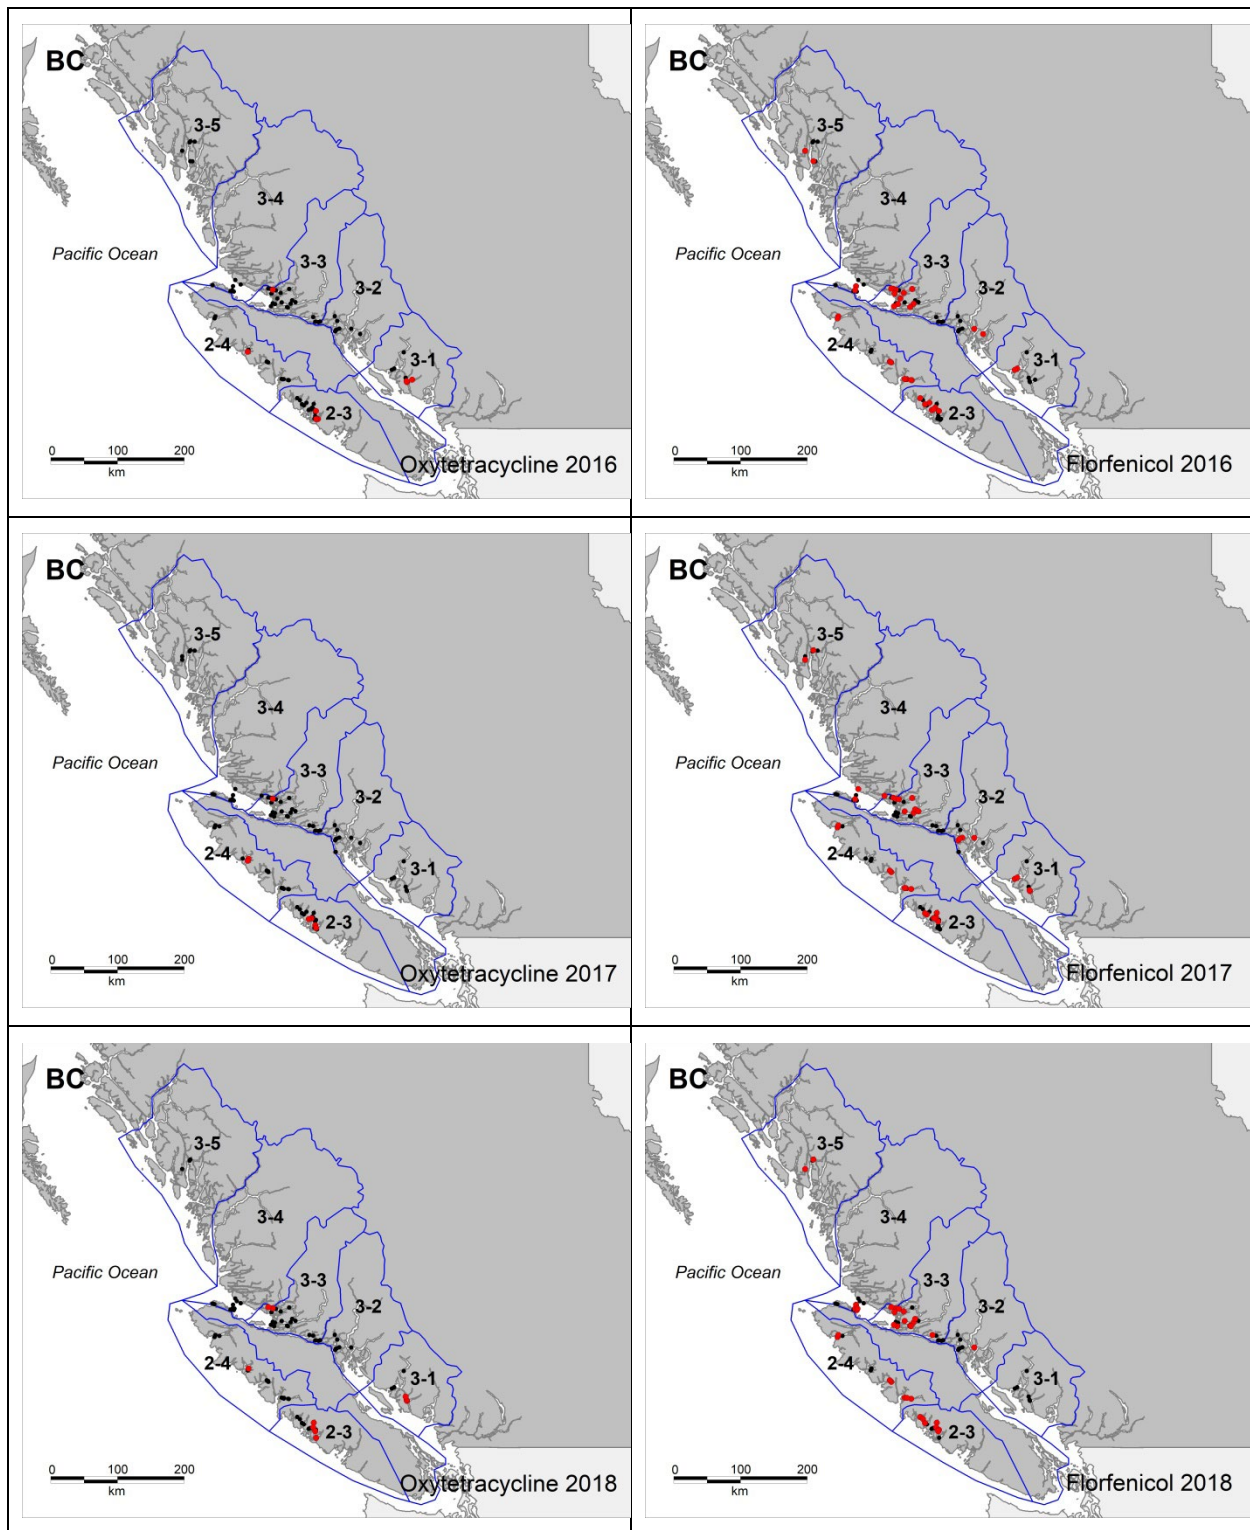 BC
3-5
3-4
Pacific Ocean
3-3
3-2
2-4
3-1
2-3
0 100 200
km
Oxytetracycline 2016
BC
3-5
3-4
Pacific Ocean
3-3
3-2
2-4
3-1
2-3
0 100 200
km
Florfenicol 2016
BC
3-5
3-4
Pacific Ocean
3-3
3-2
2-4
3-1
2-3
0 100 200
km
Oxytetracycline 2017
BC
3-5
3-4
Pacific Ocean
3-3
3-2
2-4
3-1
2-3
0 100 200
km
Florfenicol 2017
BC
3-5
3-4
Pacific Ocean
3-3
3-2
2-4
3-1
2-3
0 100 200
km
Oxytetracycline 2018
BC
3-5
3-4
Pacific Ocean
3-3
3-2
2-4
3-1
2-3
0 100 200
km
Florfenicol 2018